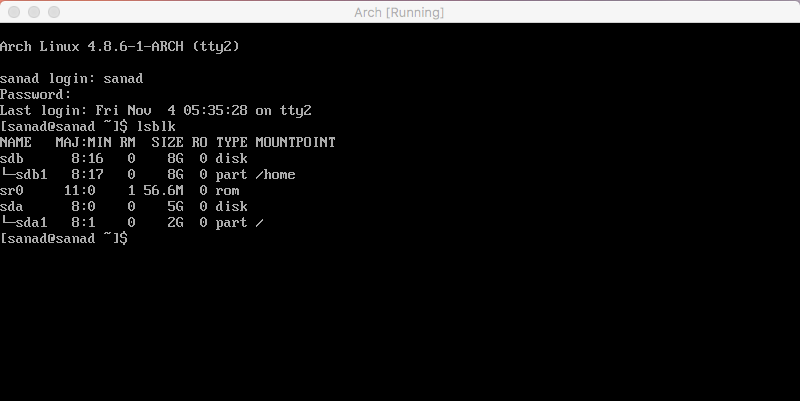 Arch [Running]
Arch Linux 4.8.6-1-ARCH (tty2)
sanad login: sanad
Password:
Last login: Fri Nov  4 05:35:28 on tty2
[sanad@sanad ~]$ lsblk
NAME   MAJ:MIN RM  SIZE RO TYPE MOUNTPOINT
sdb      8:16   0    8G  0 disk
└─sdb1   8:17   0    8G  0 part /home
sr0     11:0    1 56.6M  0 rom
sda      8:0    0    5G  0 disk
└─sda1   8:1    0    2G  0 part /
[sanad@sanad ~]$